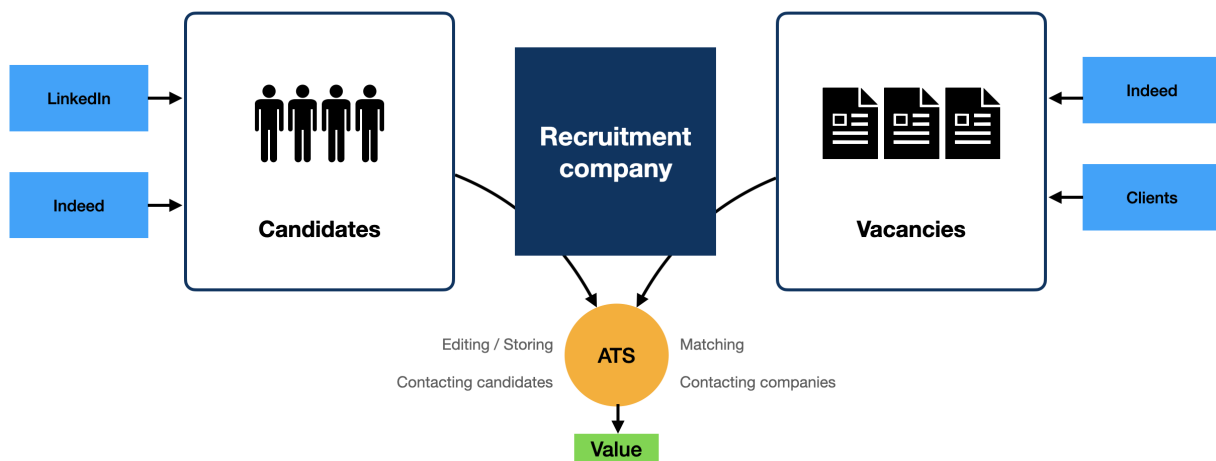 LinkedIn
Indeed
Candidates
Recruitment
company
Vacancies
Indeed
Clients
Editing / Storing
Contacting candidates
ATS
Matching
Contacting companies
Value